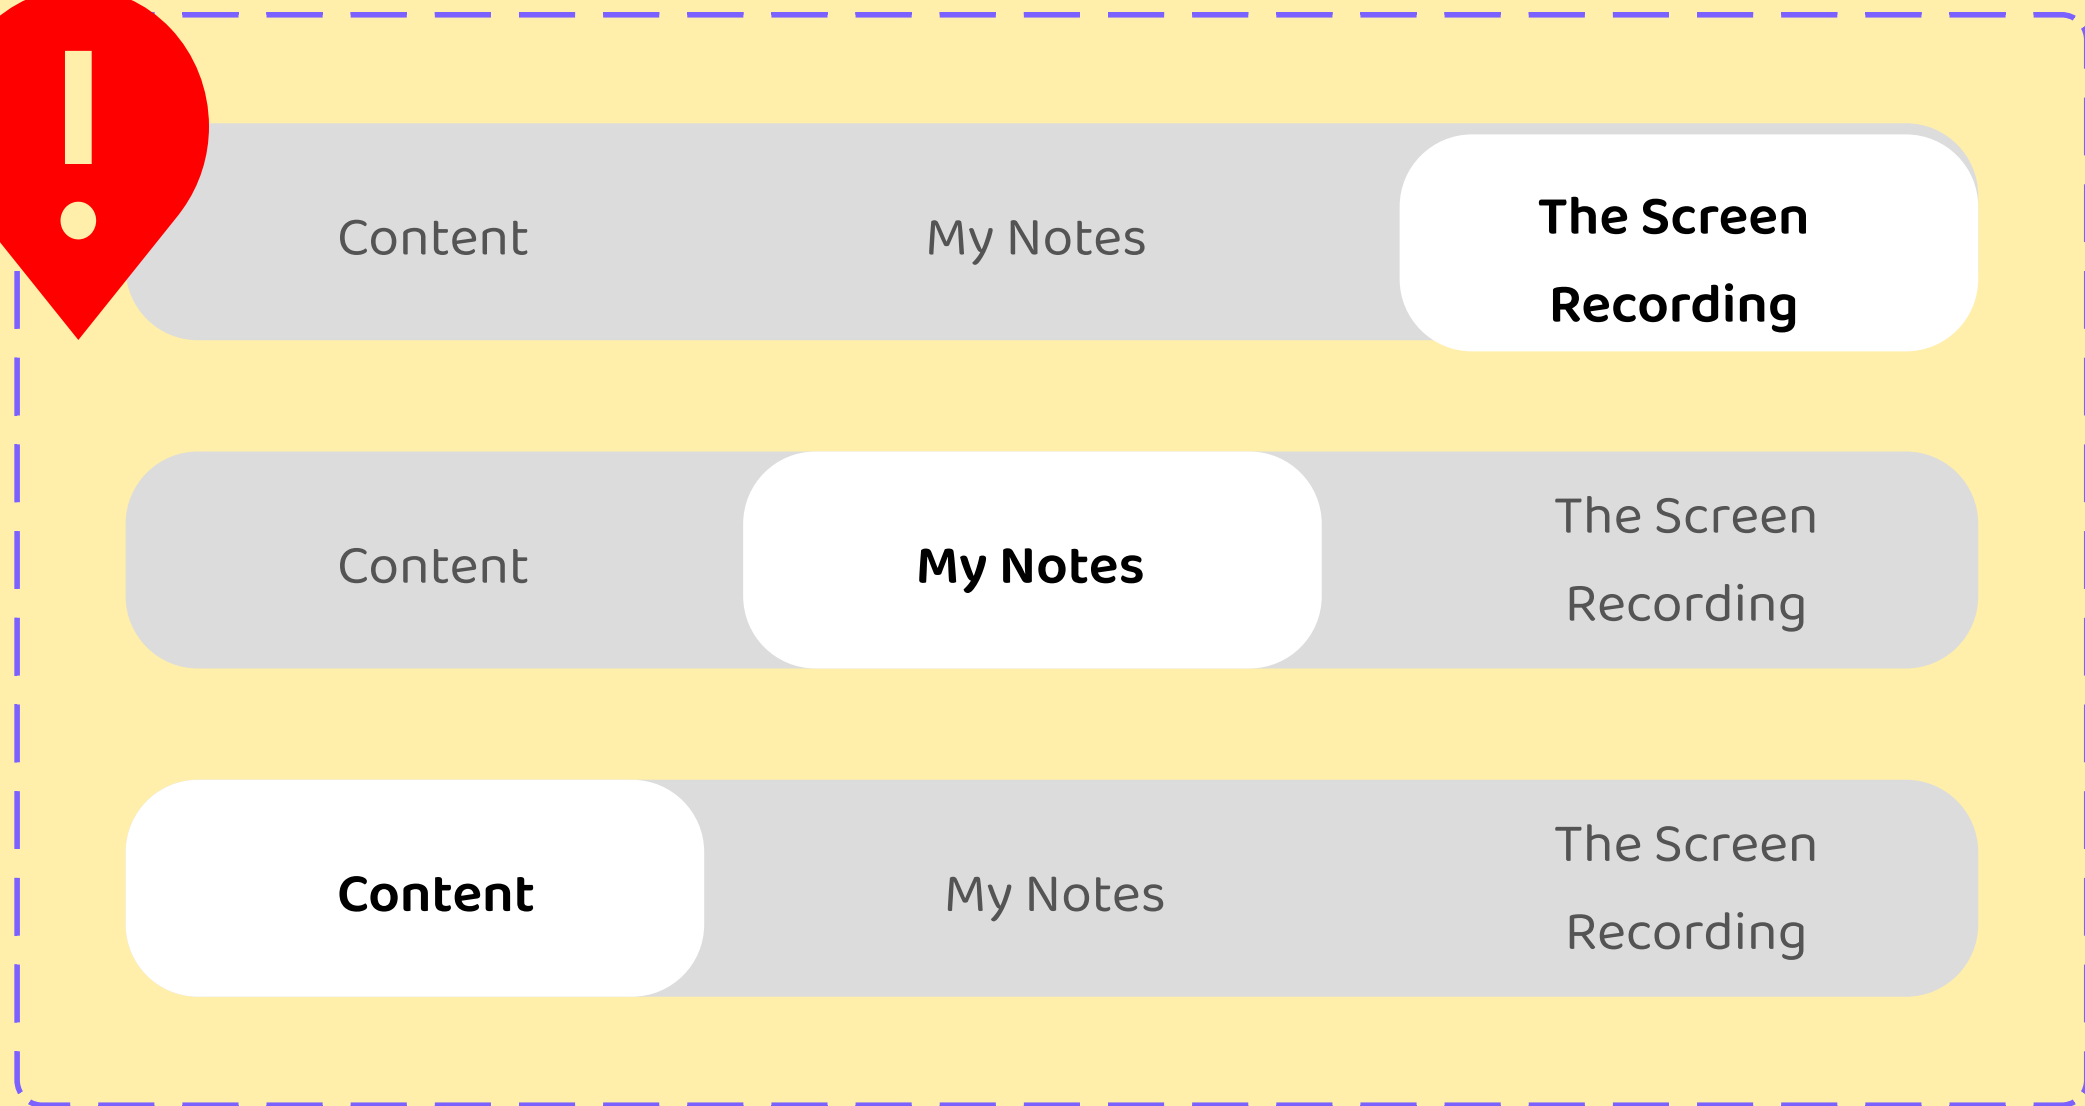 !
Content
My Notes
The Screen
Recording
Content
My Notes
The Screen
Recording
Content
My Notes
The Screen
Recording